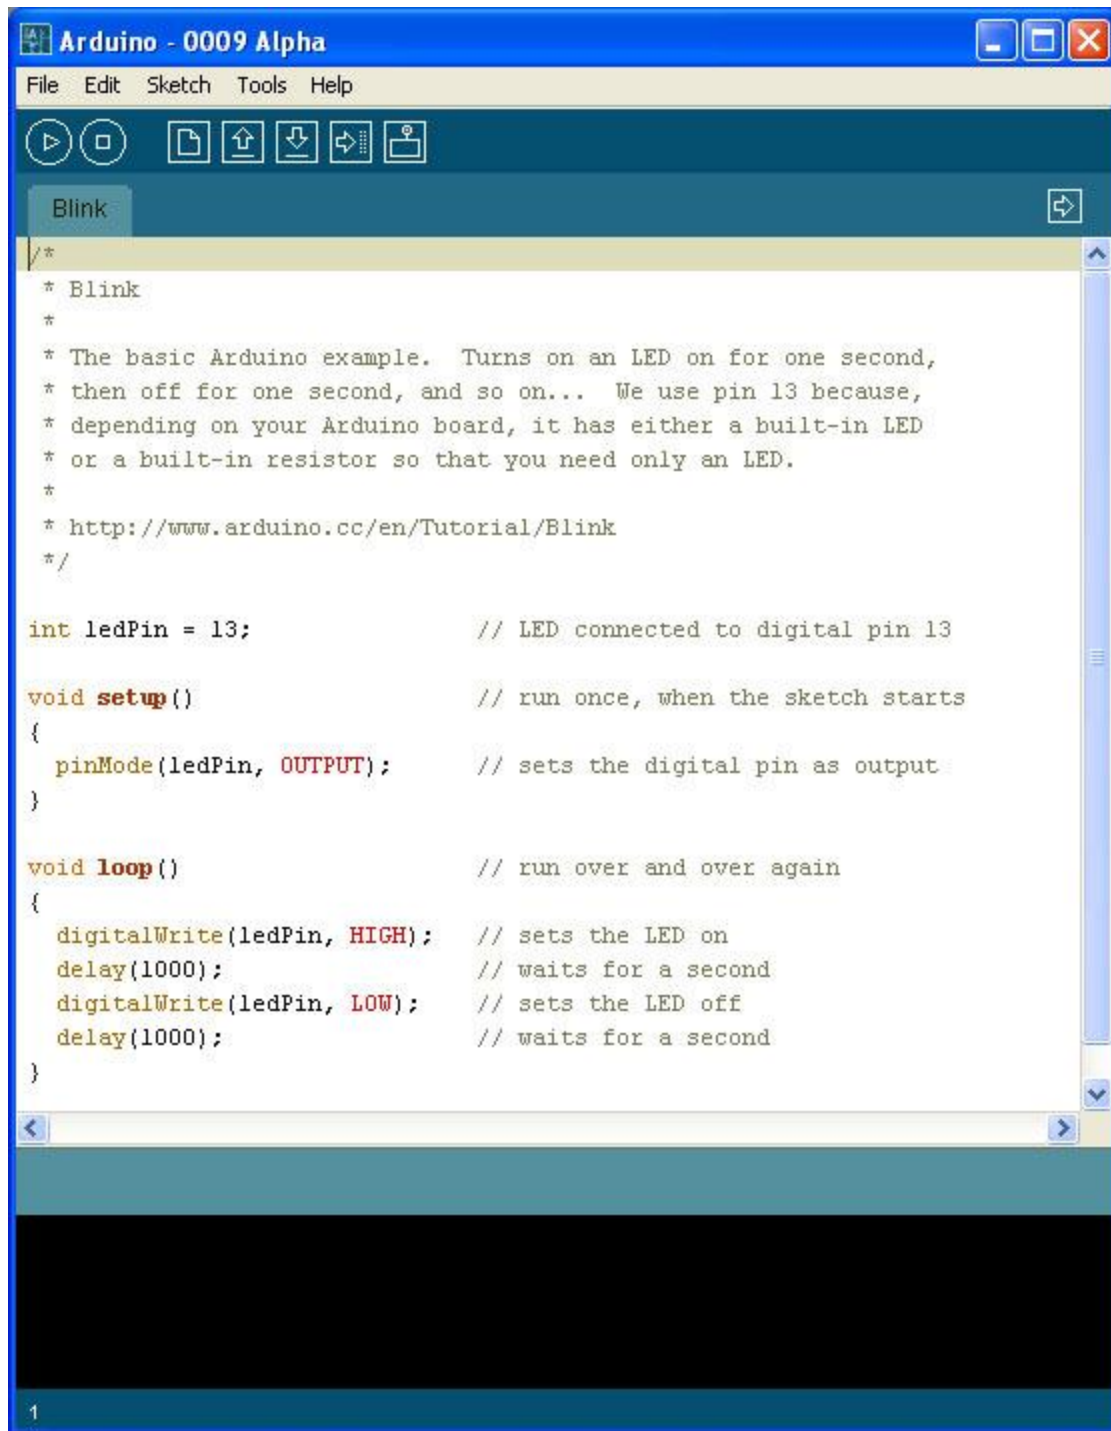 Arduino - 0009 Alpha
File Edit Sketch Tools Help
Blink
/*
 * Blink
 *
 * The basic Arduino example.  Turns on an LED on for one second,
 * then off for one second, and so on...  We use pin 13 because,
 * depending on your Arduino board, it has either a built-in LED
 * or a built-in resistor so that you need only an LED.
 *
 * http://www.arduino.cc/en/Tutorial/Blink
 */
int ledPin = 13;                // LED connected to digital pin 13
void setup()                    // run once, when the sketch starts
{
  pinMode(ledPin, OUTPUT);      // sets the digital pin as output
}
void loop()                     // run over and over again
{
  digitalWrite(ledPin, HIGH);   // sets the LED on
  delay(1000);                  // waits for a second
  digitalWrite(ledPin, LOW);    // sets the LED off
  delay(1000);                  // waits for a second
}
1